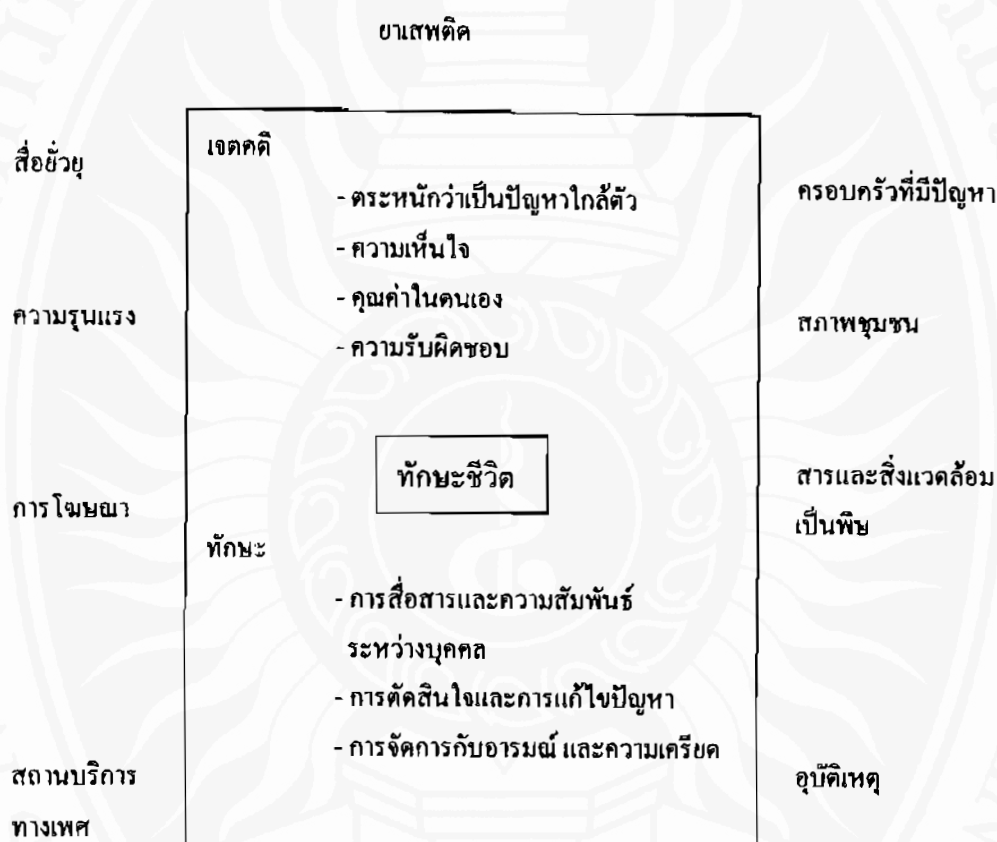 ยาเสพติด
สื่อยั่วยุ
เจตคติ
- ตระหนักว่าเป็นปัญหาใกล้ตัว
ครอบครัวที่มีปัญหา
- ความเห็นใจ
- คุณค่าในตนเอง
ความรุนแรง
สภาพชุมชน
- ความรับผิดชอบ
ทักษะชีวิต
สารและสิ่งแวดล้อม
เป็นพิษ
การโฆษณา
ทักษะ
- การสื่อสารและความสัมพันธ์
ระหว่างบุคคล
- การตัดสินใจและการแก้ไขปัญหา
- การจัดการกับอารมณ์ และความเครียด
สถานบริการ
ทางเพศ
อุบัติเหตุ